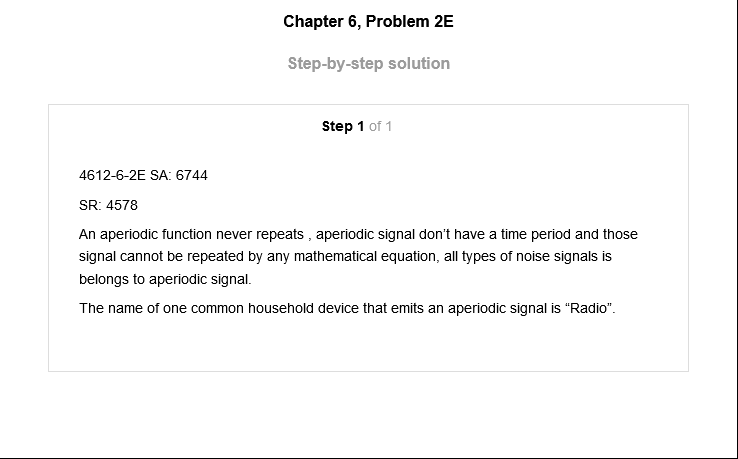 Chapter 6, Problem 2E
Step-by-step solution
Step 1 of 1
4612-6-2E SA: 6744
SR: 4578
An aperiodic function never repeats , aperiodic signal don’t have a time period and those
signal cannot be repeated by any mathematical equation, all types of noise signals is
belongs to aperiodic signal.
The name of one common household device that emits an aperiodic signal is “Radio”.